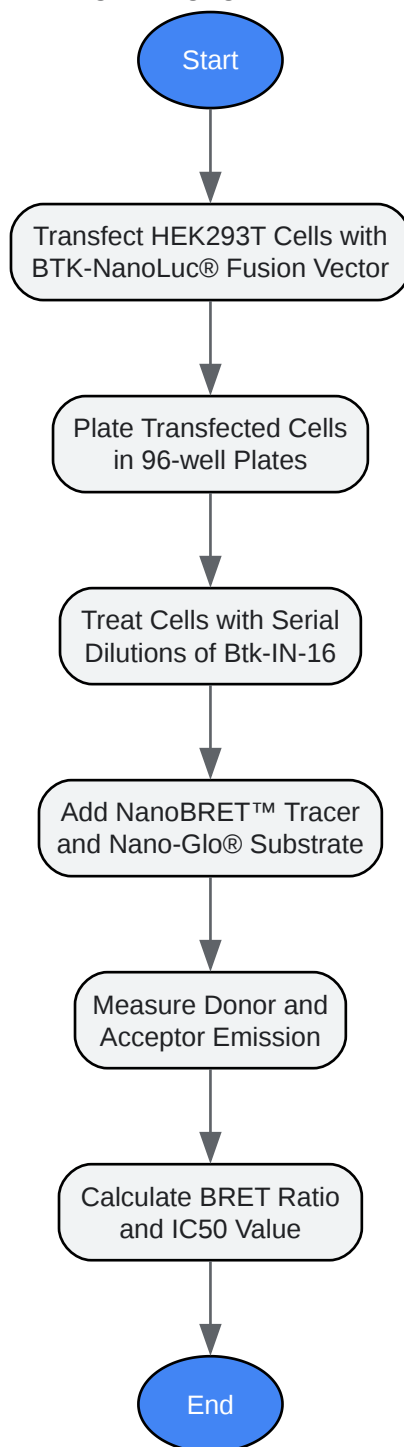 Start
Transfect HEK293T Cells with
BTK-NanoLuc® Fusion Vector
Plate Transfected Cells
in 96-well Plates
Treat Cells with Serial
Dilutions of Btk-IN-16
Add NanoBRET™ Tracer
and Nano-Glo® Substrate
Measure Donor and
Acceptor Emission
Calculate BRET Ratio
and IC50 Value
End